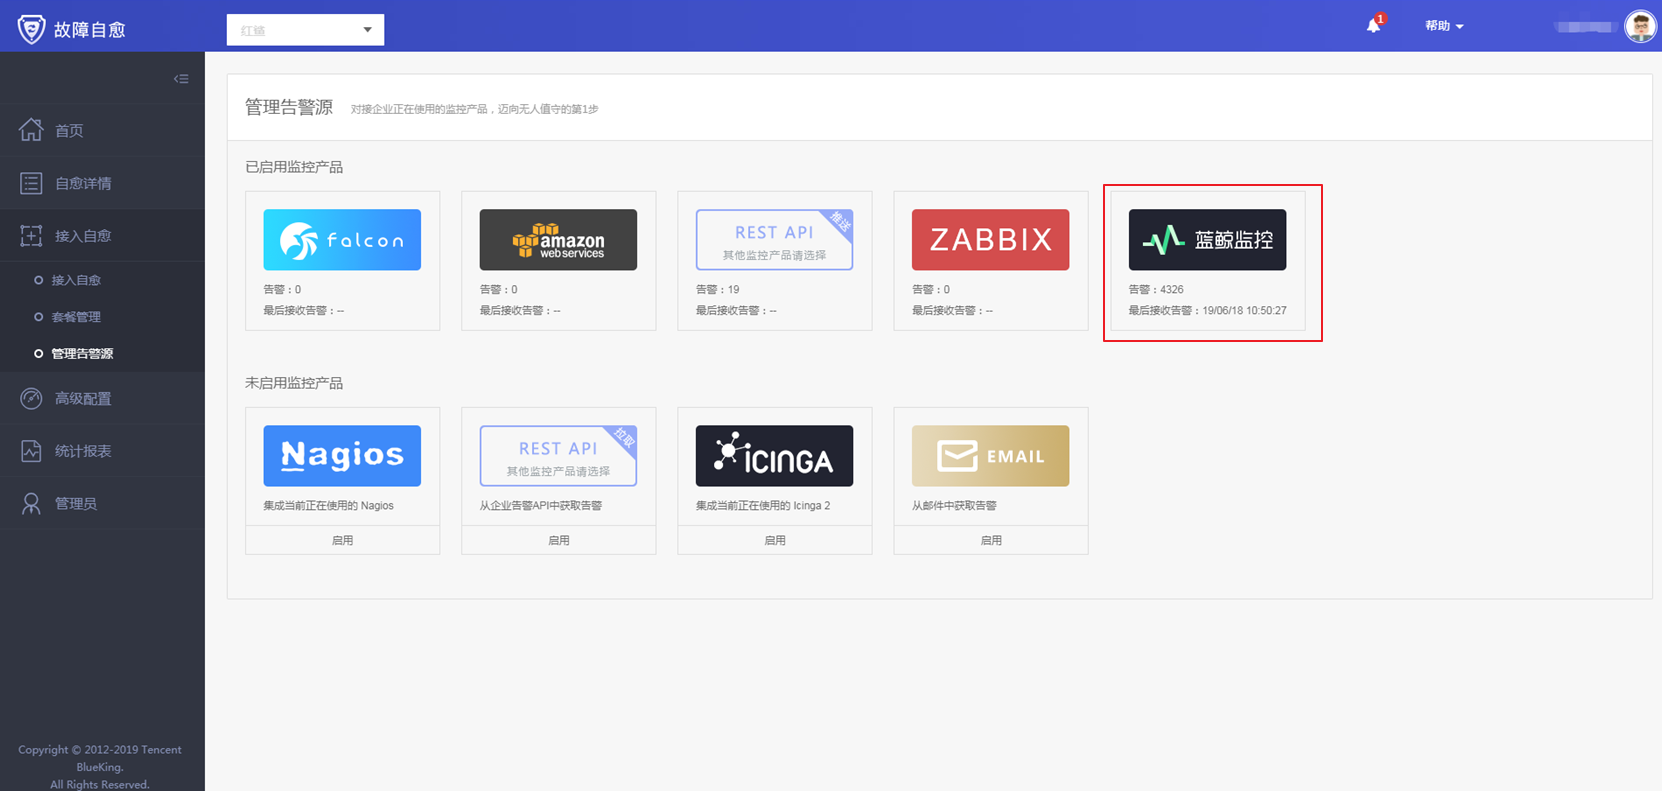 故障自愈
红鲨
1
帮助
首页
自愈详情
接入自愈
接入自愈
套餐管理
管理告警源
高级配置
统计报表
管理员
Copyright © 2012-2019 Tencent
BlueKing.
All Rights Reserved.
管理告警源 对接企业正在使用的监控产品，迈向无人值守的第1步
已启用监控产品
falcon
告警：0
最后接收告警：--
amazon
webservices
告警：0
最后接收告警：--
推送
REST API
其他监控产品请选择
告警：19
最后接收告警：--
ZABBIX
告警：0
最后接收告警：--
蓝鲸监控
告警：4326
最后接收告警：19/06/18 10:50:27
未启用监控产品
Nagios
集成当前正在使用的 Nagios
启用
拉取
REST API
其他监控产品请选择
从企业告警API中获取告警
启用
ICINGA
集成当前正在使用的 Icinga 2
启用
EMAIL
从邮件中获取告警
启用